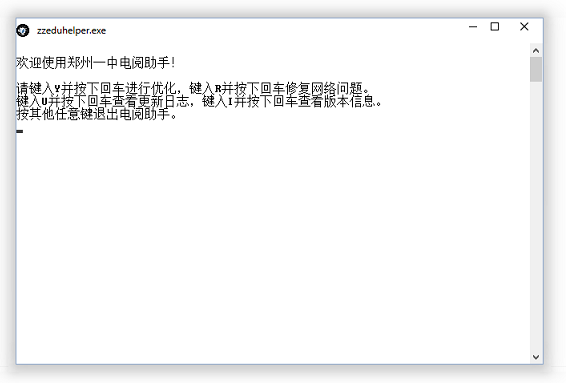 zzeduhelper.exe
欢迎使用郑州一中电阅助手!
请键入Y并按下回车进行优化，键入R并按下回车修复网络问题。
键入U并按下回车查看更新日志，键入I并按下回车查看版本信息。
按其他任意键退出电阅助手。